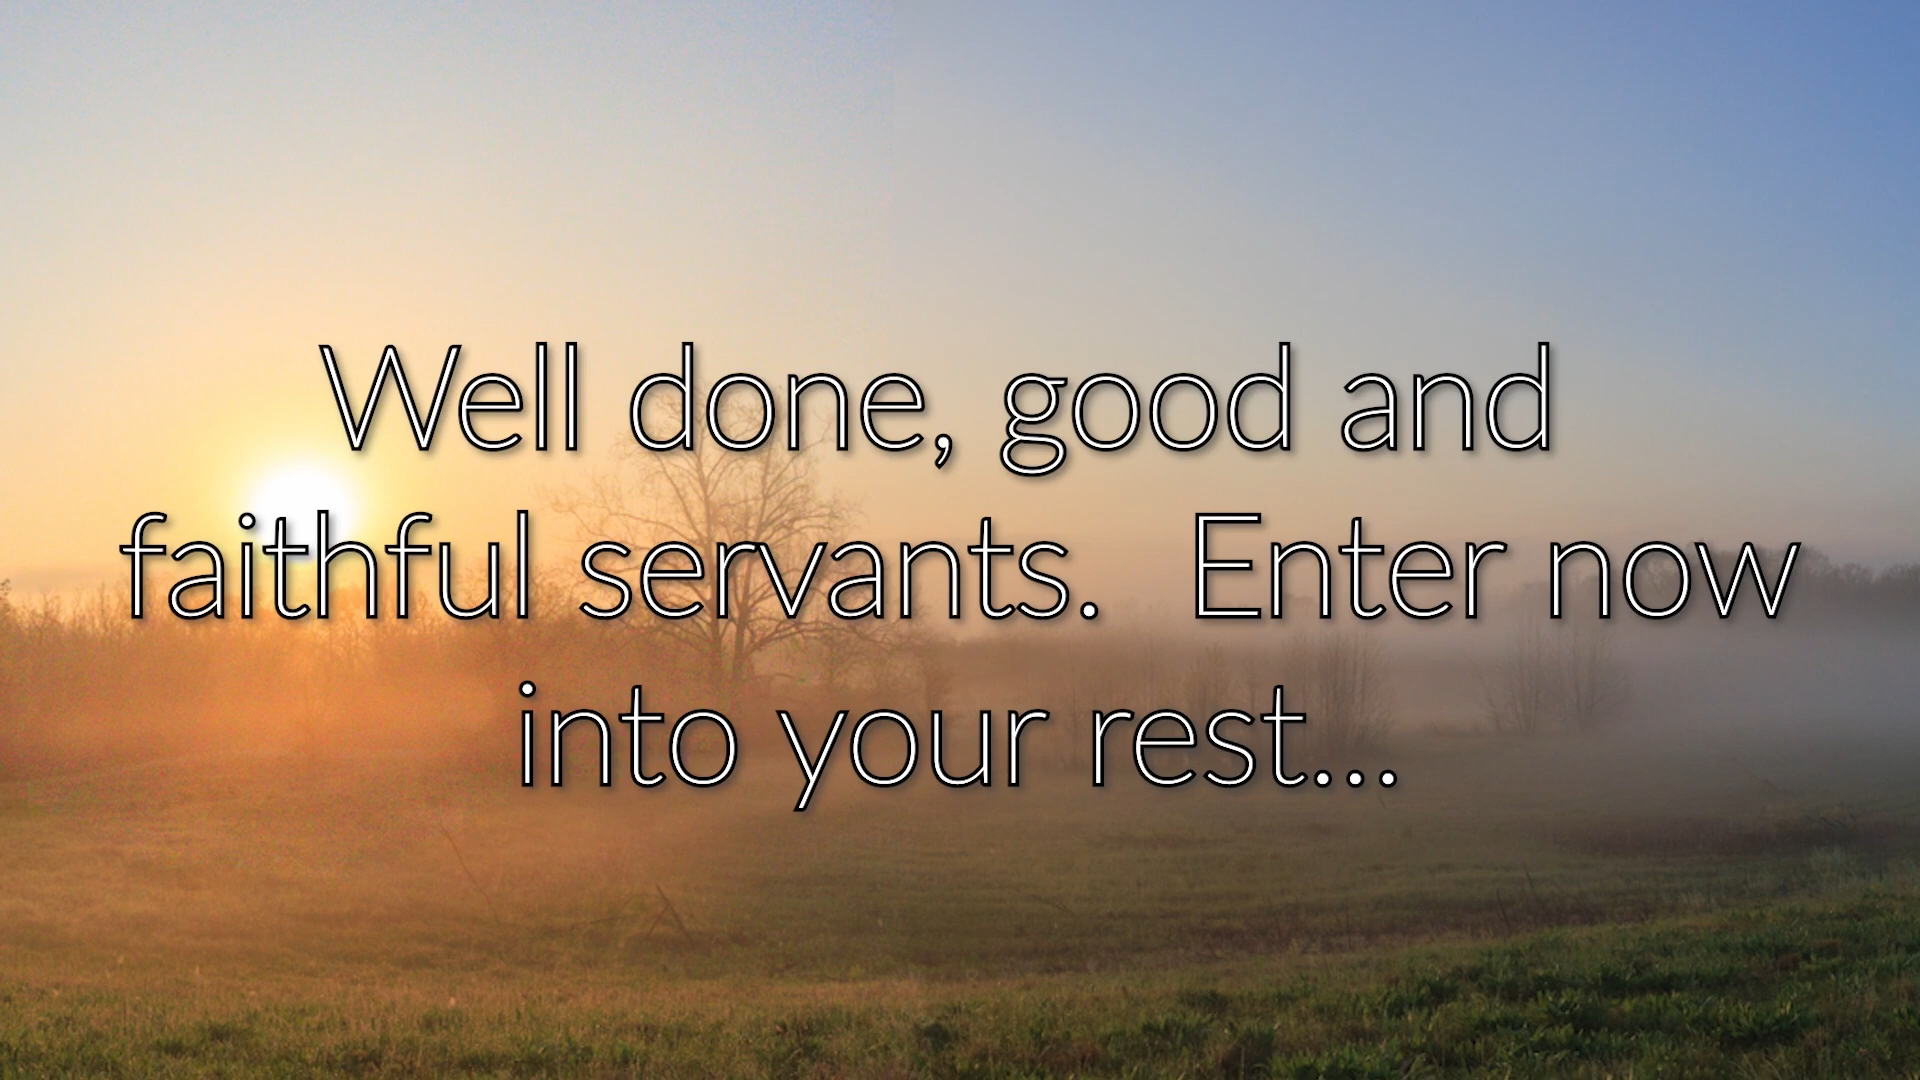 Well done, good and
faithful servants.  Enter now
into your rest...